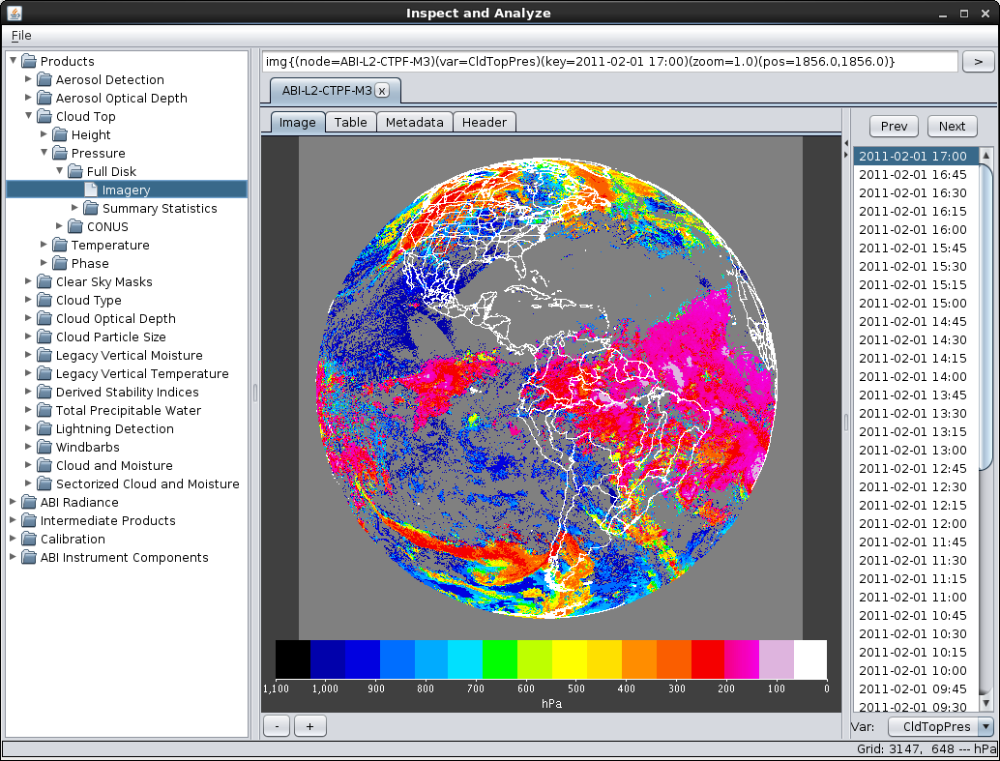 Inspect and Analyze
File
Products
Aerosol Detection
Aerosol Optical Depth
Cloud Top
Height
Pressure
Full Disk
Imagery
Summary Statistics
CONUS
Temperature
Phase
Clear Sky Masks
Cloud Type
Cloud Optical Depth
Cloud Particle Size
Legacy Vertical Moisture
Legacy Vertical Temperature
Derived Stability Indices
Total Precipitable Water
Lightning Detection
Windbarbs
Cloud and Moisture
Sectorized Cloud and Moisture
ABI Radiance
Intermediate Products
Calibration
ABI Instrument Components
img{(node=ABI-L2-CTPF-M3)(var=CldTopPres)(key=2011-02-01 17:00)(zoom=1.0)(pos=1856.0,1856.0)} >
ABI-L2-CTPF-M3 x
Image Table Metadata Header
1,100 1,000 900 800 700 600 500 400 300 200 100 0
hPa
- +
Prev Next
2011-02-01 17:00
2011-02-01 16:45
2011-02-01 16:30
2011-02-01 16:15
2011-02-01 16:00
2011-02-01 15:45
2011-02-01 15:30
2011-02-01 15:15
2011-02-01 15:00
2011-02-01 14:45
2011-02-01 14:30
2011-02-01 14:15
2011-02-01 14:00
2011-02-01 13:45
2011-02-01 13:30
2011-02-01 13:15
2011-02-01 13:00
2011-02-01 12:45
2011-02-01 12:30
2011-02-01 12:15
2011-02-01 12:00
2011-02-01 11:45
2011-02-01 11:30
2011-02-01 11:15
2011-02-01 11:00
2011-02-01 10:45
2011-02-01 10:30
2011-02-01 10:15
2011-02-01 10:00
2011-02-01 09:45
2011-02-01 09:30
Var: CldTopPres
Grid: 3147, 648 --- hPa